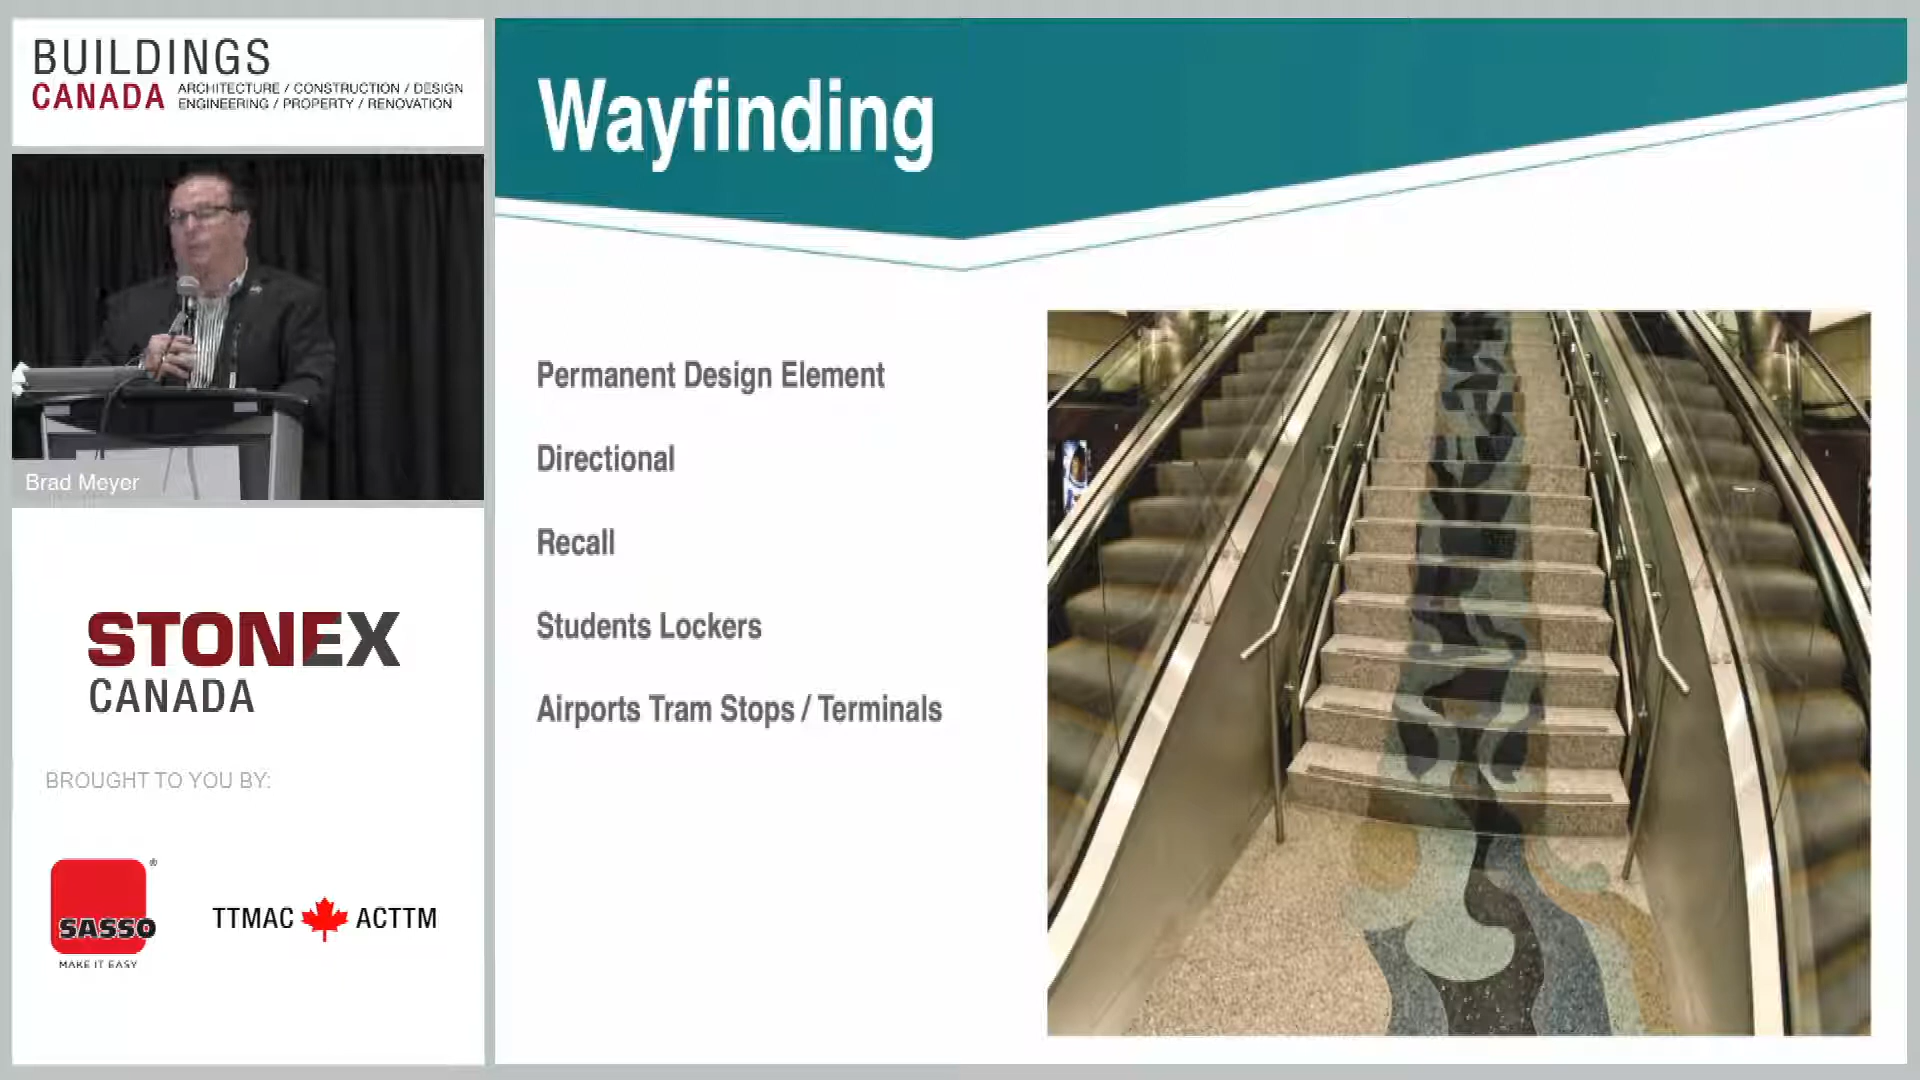 BUILDINGS
CANADA
ARCHITECTURE / CONSTRUCTION / DESIGN
ENGINEERING / PROPERTY / RENOVATION
Brad Meyer
STONEX
CANADA
BROUGHT TO YOU BY:
SASSO®
MAKE IT EASY
TTMAC ACTTM
Wayfinding
Permanent Design Element
Directional
Recall
Students Lockers
Airports Tram Stops / Terminals